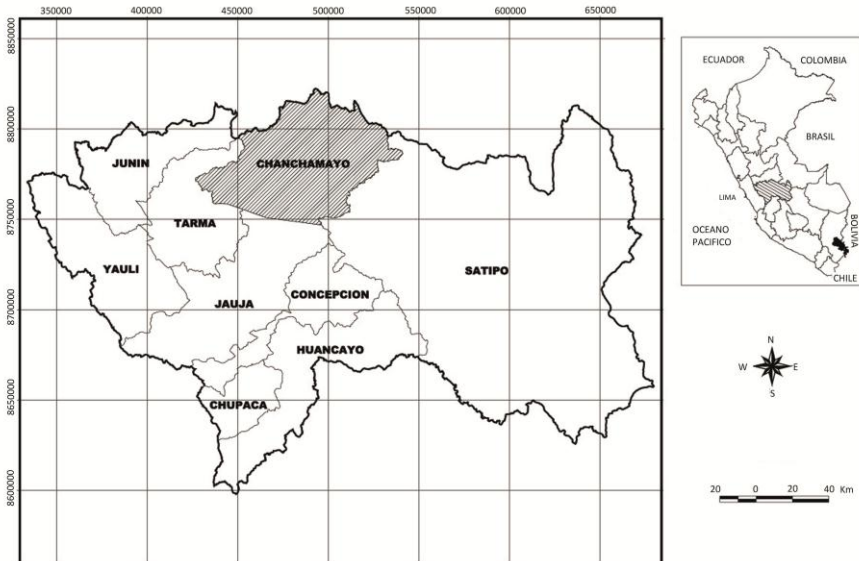 350000 400000 450000 500000 550000 600000 650000
8850000
8800000
8750000
8700000
8650000
8600000
JUNIN
CHANCHAMAYO
TARMA
YAULI
JAUJA
CONCEPCION
SATIPO
HUANCAYO
CHUPACA
ECUADOR COLOMBIA
BRASIL
LIMA
OCEANO
PACIFICO
BOLIVIA
CHILE
N
W E
S
20 0 20 40 Km